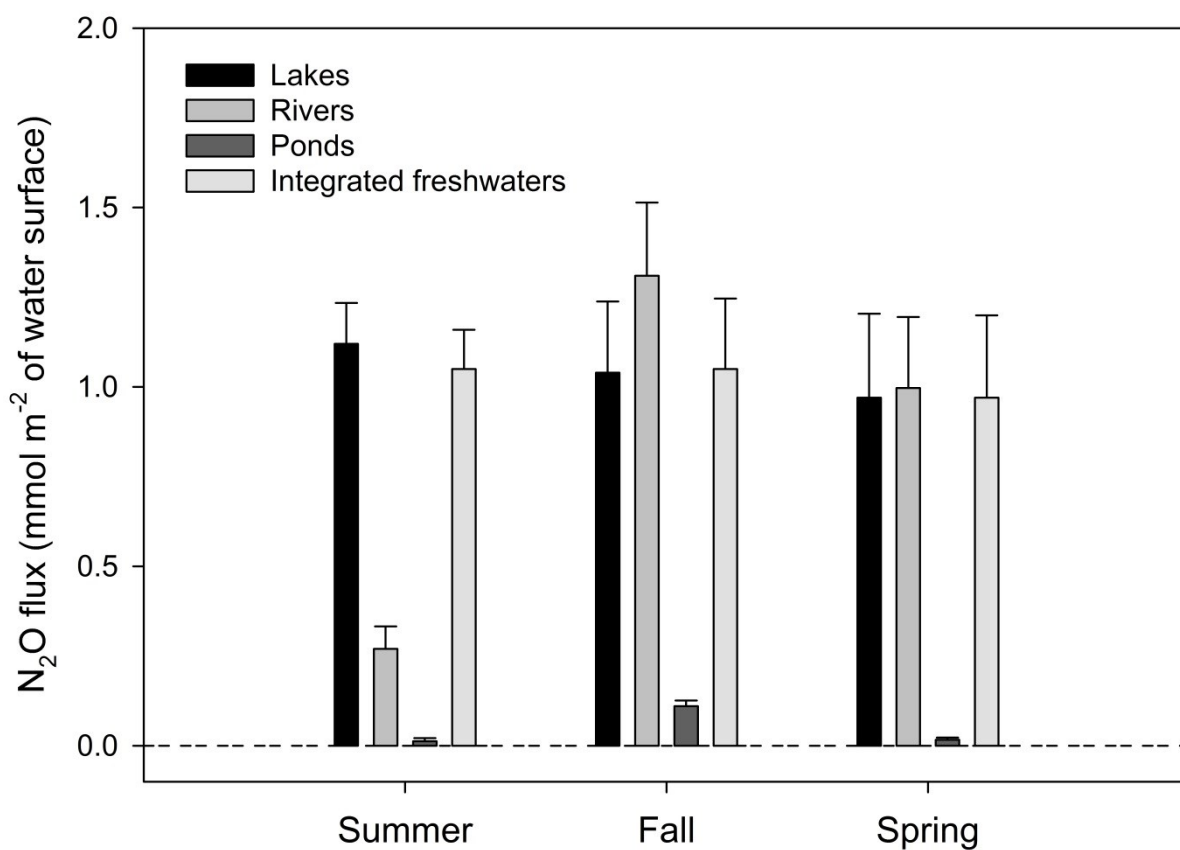 2.0
1.5
1.0
0.5
0.0
N₂O flux (mmol m⁻² of water surface)
Lakes
Rivers
Ponds
Integrated freshwaters
Summer Fall Spring